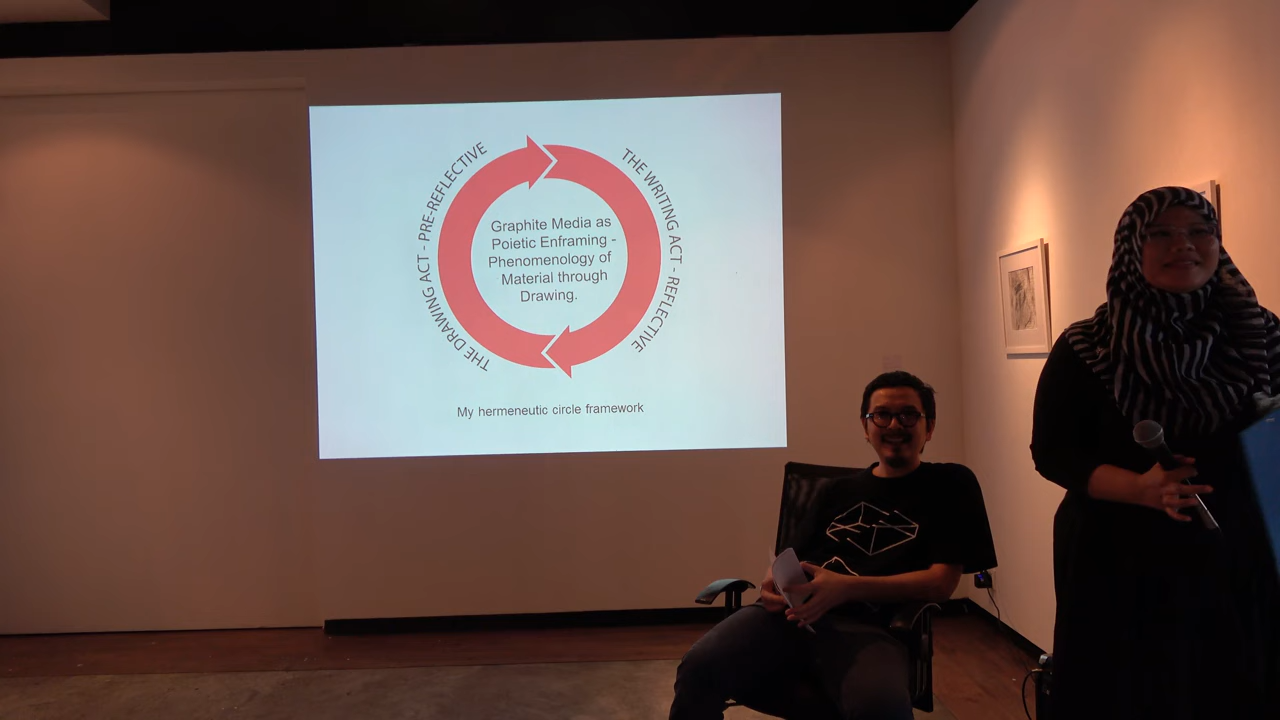 THE DRAWING ACT - PRE-REFLECTIVE
THE WRITING ACT - REFLECTIVE
Graphite Media as
Poietic Enframing -
Phenomenology of
Material through
Drawing.
My hermeneutic circle framework